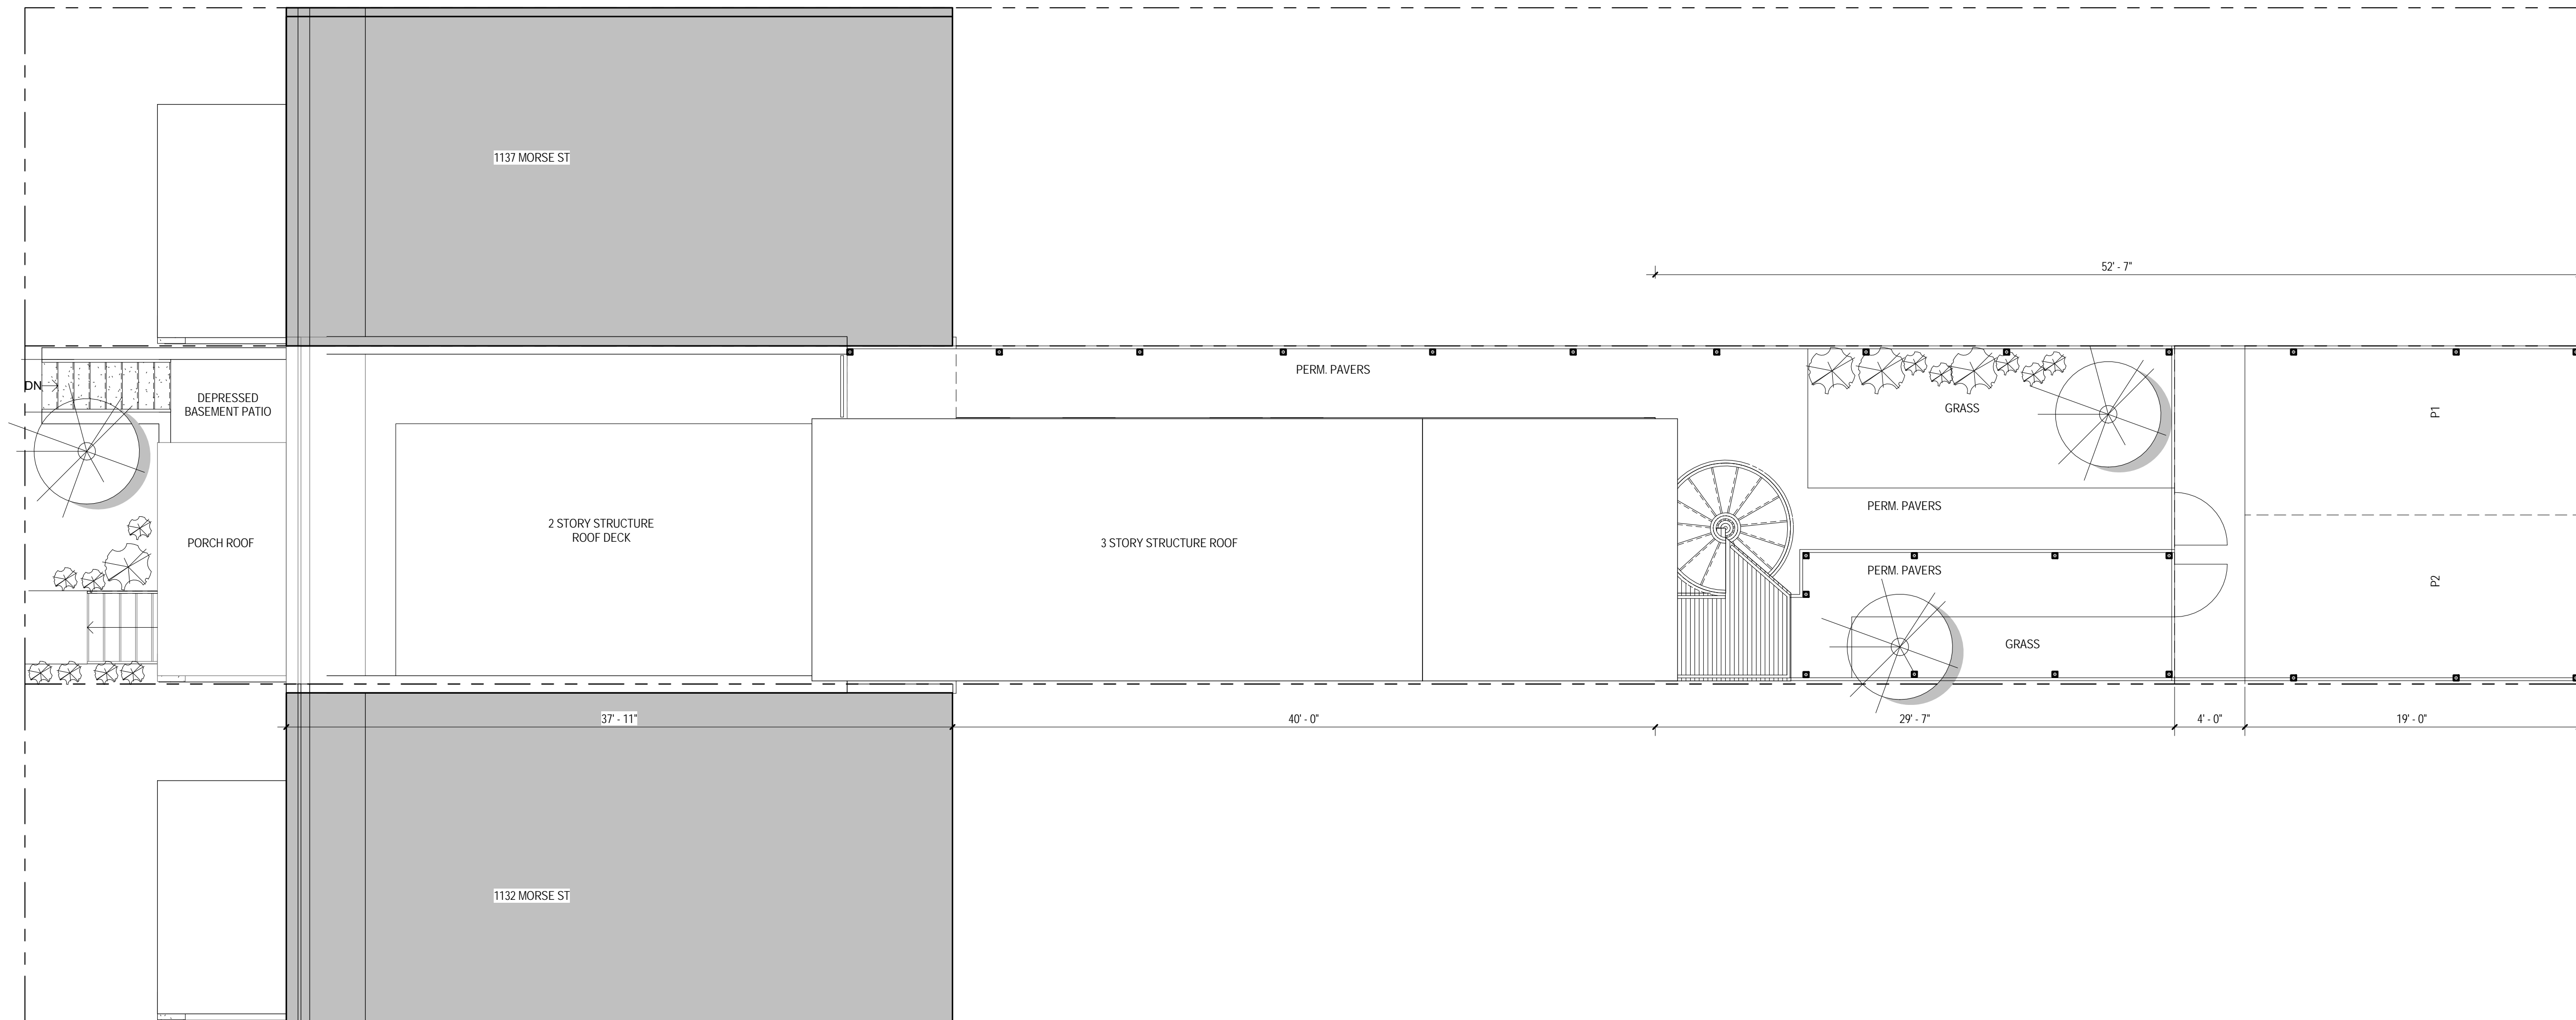 1137 MORSE ST
52' - 7"
PERM. PAVERS
DN
DEPRESSED
BASEMENT PATIO
GRASS
P1
PERM. PAVERS
2 STORY STRUCTURE
ROOF DECK
PORCH ROOF
3 STORY STRUCTURE ROOF
PERM. PAVERS
P2
GRASS
37' - 11"
40' - 0"
29' - 7"
4' - 0"
19' - 0"
1132 MORSE ST